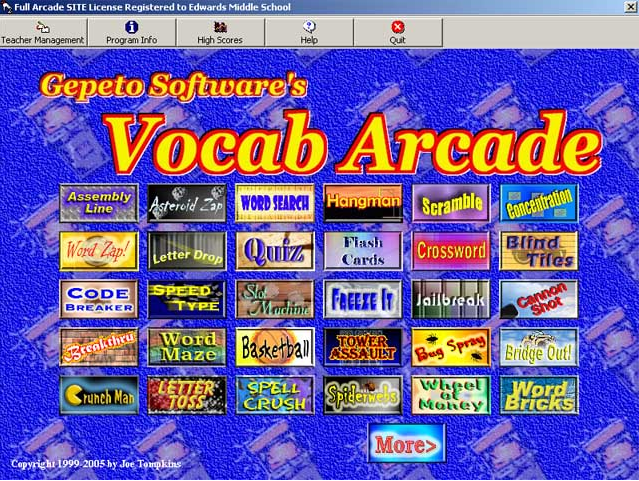 Full Arcade SITE License Registered to Edwards Middle School
Teacher Management Program Info High Scores Help Quit
Gepeto Software's
Vocab Arcade
Assembly Line
Asteroid Zap
WORD SEARCH
Hangman
Scramble
Concentration
Word Zap!
Letter Drop
Quiz
Flash Cards
Crossword
Blind Tiles
CODE BREAKER
SPEED TYPE
Slot Machine
FREEZE IT
Jailbreak
Cannon Shot
Breakthru
Word Maze
Basketball
TOWER ASSAULT
Bug Spray
Bridge Out!
Crunch Man
LETTER TOSS
SPELL CRUSH
Spiderwebs
Wheel of Money
Word Bricks
More>
Copyright 1999-2005 by Joe Tompkins